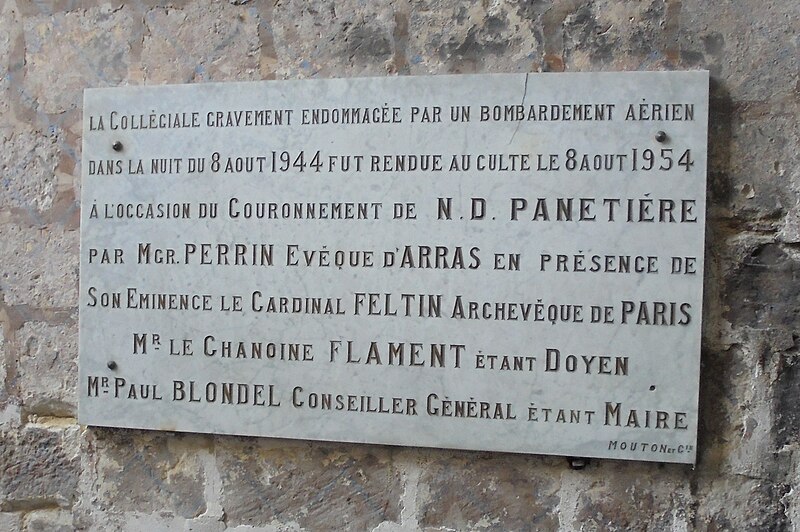 LA COLLÈGIALE GRAVEMENT ENDOMMAGÉE PAR UN BOMBARDEMENT AÈRIEN
DANS LA NUIT DU 8 AOUT 1944 FUT RENDUE AU CULTE LE 8 AOUT 1954
A L'OCCASION DU COURONNEMENT DE N.D. PANETIÉRE
PAR MGR. PERRIN EVÊQUE D'ARRAS EN PRÉSENCE DE
SON EMINENCE LE CARDINAL FELTIN ARCHEVÊQUE DE PARIS
MR LE CHANOINE FLAMENT ÉTANT DOYEN
MR PAUL BLONDEL CONSEILLER GÉNÉRAL ÉTANT MAIRE
MOUTON ET CIE